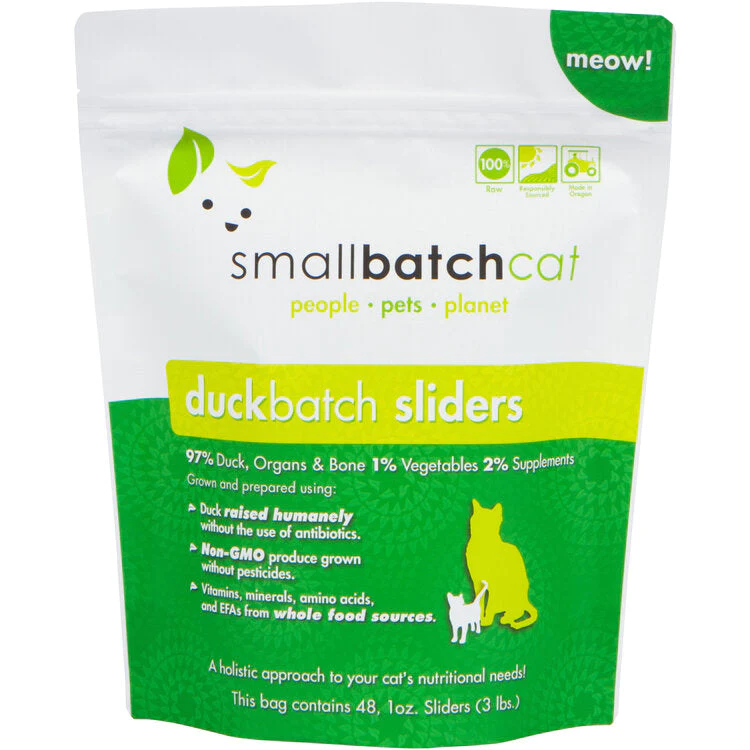 meow!
100%
Raw
Responsibly
Sourced
Made in
Oregon
smallbatchcat
people • pets • planet
duckbatch sliders
97% Duck, Organs & Bone 1% Vegetables 2% Supplements
Grown and prepared using:
Duck raised humanely
without the use of antibiotics.
Non-GMO produce grown
without pesticides.
Vitamins, minerals, amino acids,
and EFAs from whole food sources.
A holistic approach to your cat's nutritional needs!
This bag contains 48, 1oz. Sliders (3 lbs.)